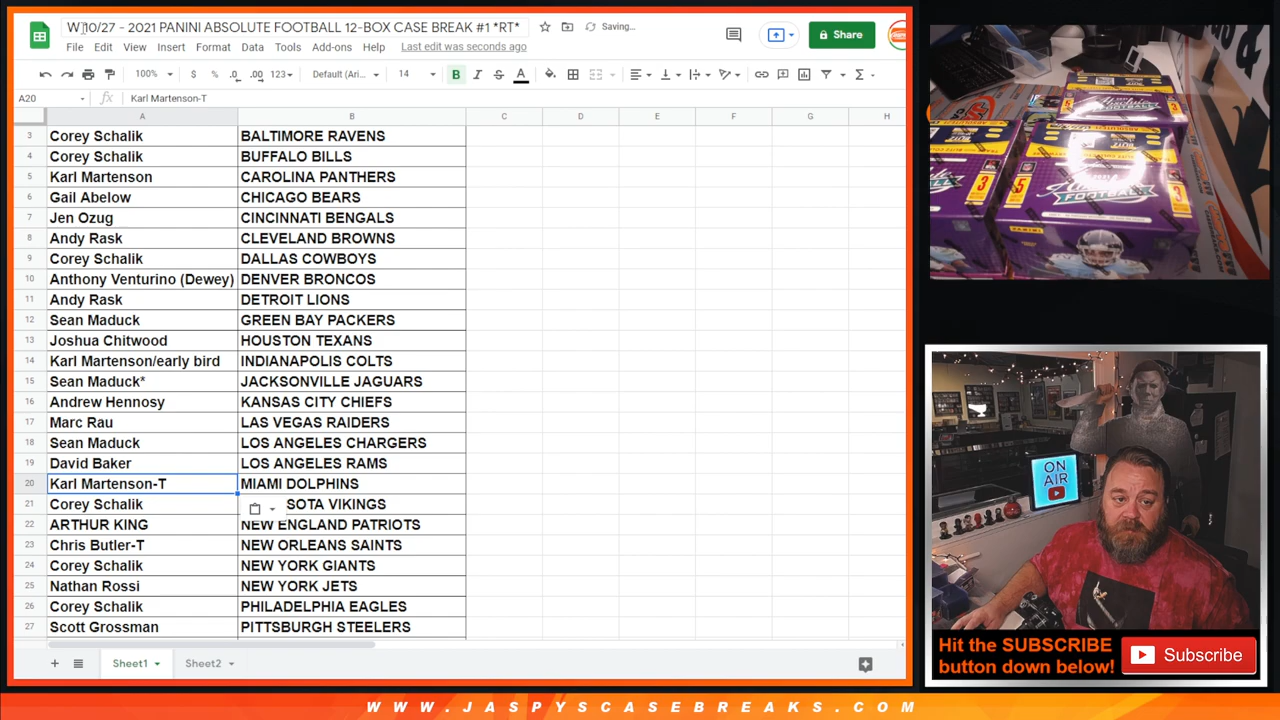 W10/27 - 2021 PANINI ABSOLUTE FOOTBALL 12-BOX CASE BREAK #1 *RT*
Saving...
Share
File Edit View Insert Format Data Tools Add-ons Help Last edit was seconds ago
100% $ % .0 .00 123 Default (Ari... 14 B I S A
A20 fx Karl Martenson-T
A B C D E F G H
3 Corey Schalik BALTIMORE RAVENS
4 Corey Schalik BUFFALO BILLS
5 Karl Martenson CAROLINA PANTHERS
6 Gail Abelow CHICAGO BEARS
7 Jen Ozug CINCINNATI BENGALS
8 Andy Rask CLEVELAND BROWNS
9 Corey Schalik DALLAS COWBOYS
10 Anthony Venturino (Dewey) DENVER BRONCOS
11 Andy Rask DETROIT LIONS
12 Sean Maduck GREEN BAY PACKERS
13 Joshua Chitwood HOUSTON TEXANS
14 Karl Martenson/early bird INDIANAPOLIS COLTS
15 Sean Maduck* JACKSONVILLE JAGUARS
16 Andrew Hennosy KANSAS CITY CHIEFS
17 Marc Rau LAS VEGAS RAIDERS
18 Sean Maduck LOS ANGELES CHARGERS
19 David Baker LOS ANGELES RAMS
20 Karl Martenson-T MIAMI DOLPHINS
21 Corey Schalik SOTA VIKINGS
22 ARTHUR KING NEW ENGLAND PATRIOTS
23 Chris Butler-T NEW ORLEANS SAINTS
24 Corey Schalik NEW YORK GIANTS
25 Nathan Rossi NEW YORK JETS
26 Corey Schalik PHILADELPHIA EAGLES
27 Scott Grossman PITTSBURGH STEELERS
Sheet1 Sheet2
FOOTBALL
ON
AIR
Hit the SUBSCRIBE
button down below!
Subscribe
WWW.JASPYSCASEBREAKS.COM